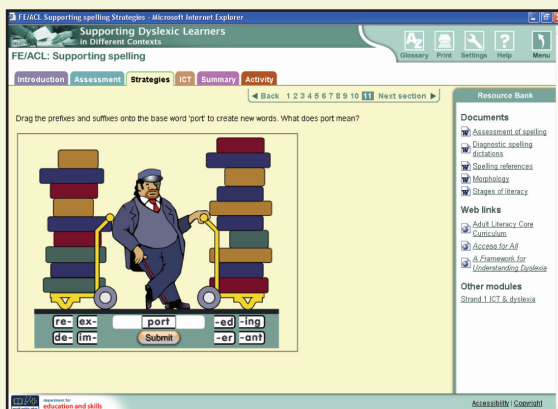 FE/ACL Supporting spelling Strategies - Microsoft Internet Explorer
Supporting Dyslexic Learners
in Different Contexts
FE/ACL: Supporting spelling
Glossary Print Settings Help Menu
Introduction Assessment Strategies ICT Summary Activity
Back 1 2 3 4 5 6 7 8 9 10 11 Next section
Drag the prefixes and suffixes onto the base word 'port' to create new words. What does port mean?
re- ex- port -ed -ing
de- im- Submit -er -ant
Resource Bank
Documents
Assessment of spelling
Diagnostic spelling
dictations
Spelling references
Morphology
Stages of literacy
Web links
Adult Literacy Core
Curriculum
Access for All
A Framework for
Understanding Dyslexia
Other modules
Strand 1 ICT & dyslexia
department for
education and skills
Accessibility | Copyright